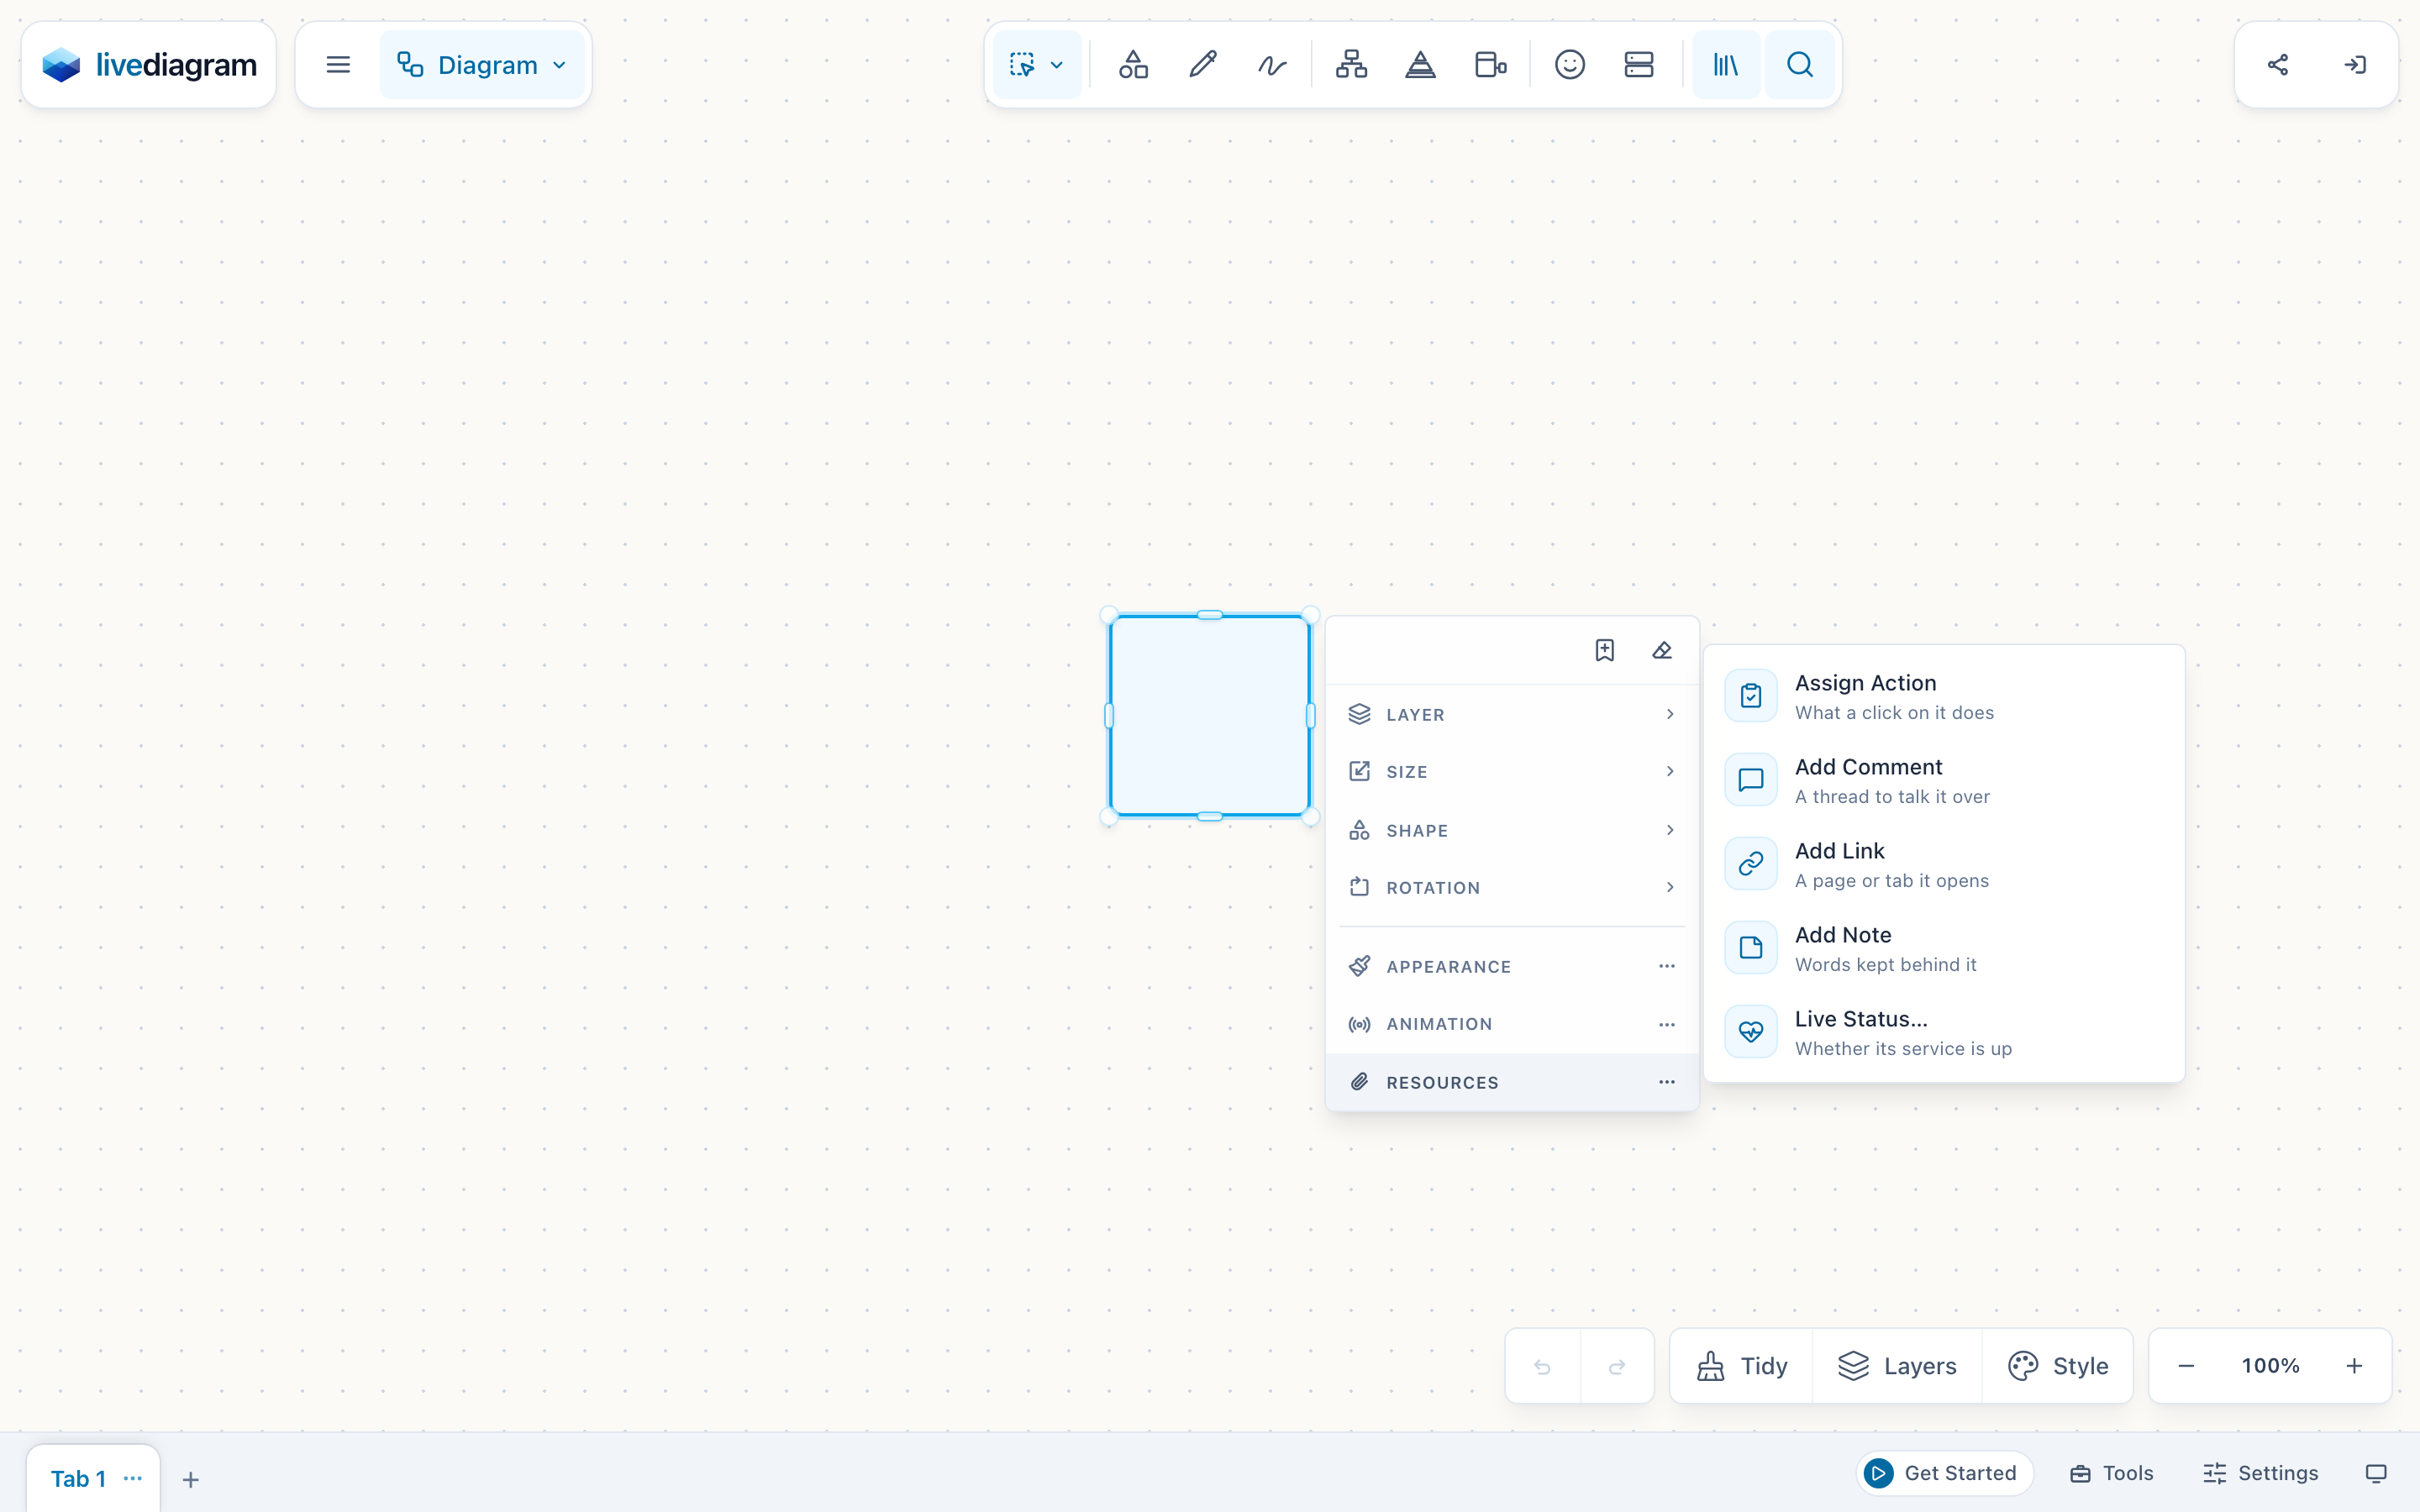 livediagram
Diagram
LAYER
SIZE
SHAPE
ROTATION
APPEARANCE
ANIMATION
RESOURCES
Assign Action
What a click on it does
Add Comment
A thread to talk it over
Add Link
A page or tab it opens
Add Note
Words kept behind it
Live Status...
Whether its service is up
Tidy
Layers
Style
100%
Tab 1
Get Started
Tools
Settings